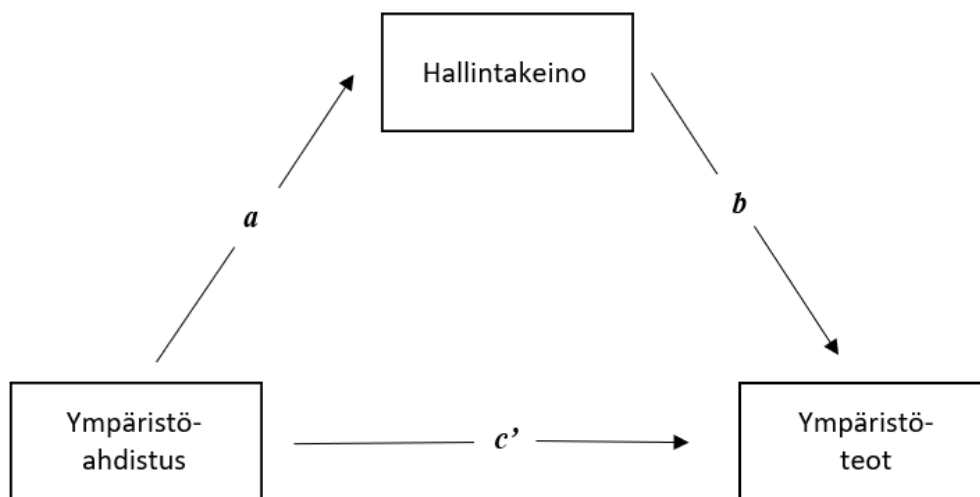 Hallintakeino
a
b
Ympäristö-
ahdistus
c’
Ympäristö-
teot